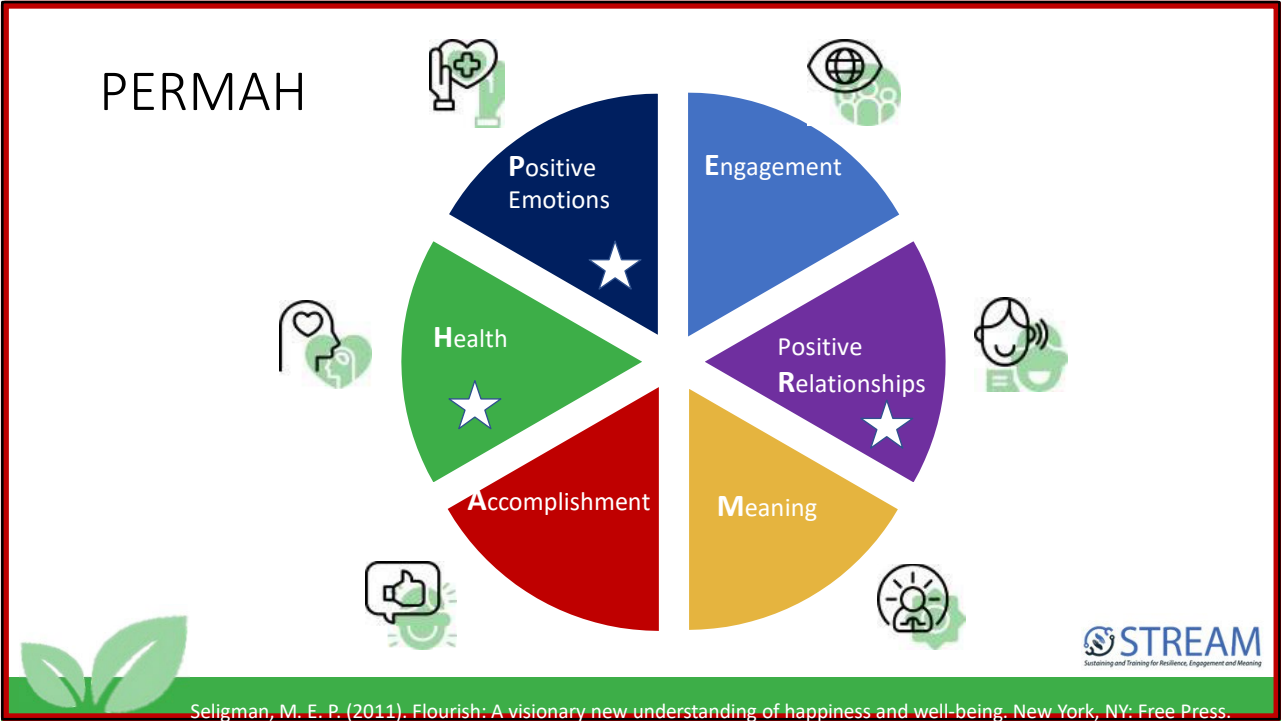 PERMAH
Positive
Emotions
Engagement
Positive
Relationships
Meaning
Accomplishment
Health
STREAM
Sustaining and Training for Resilience, Engagement and Meaning
Seligman, M. E. P. (2011). Flourish: A visionary new understanding of happiness and well-being. New York, NY: Free Press.